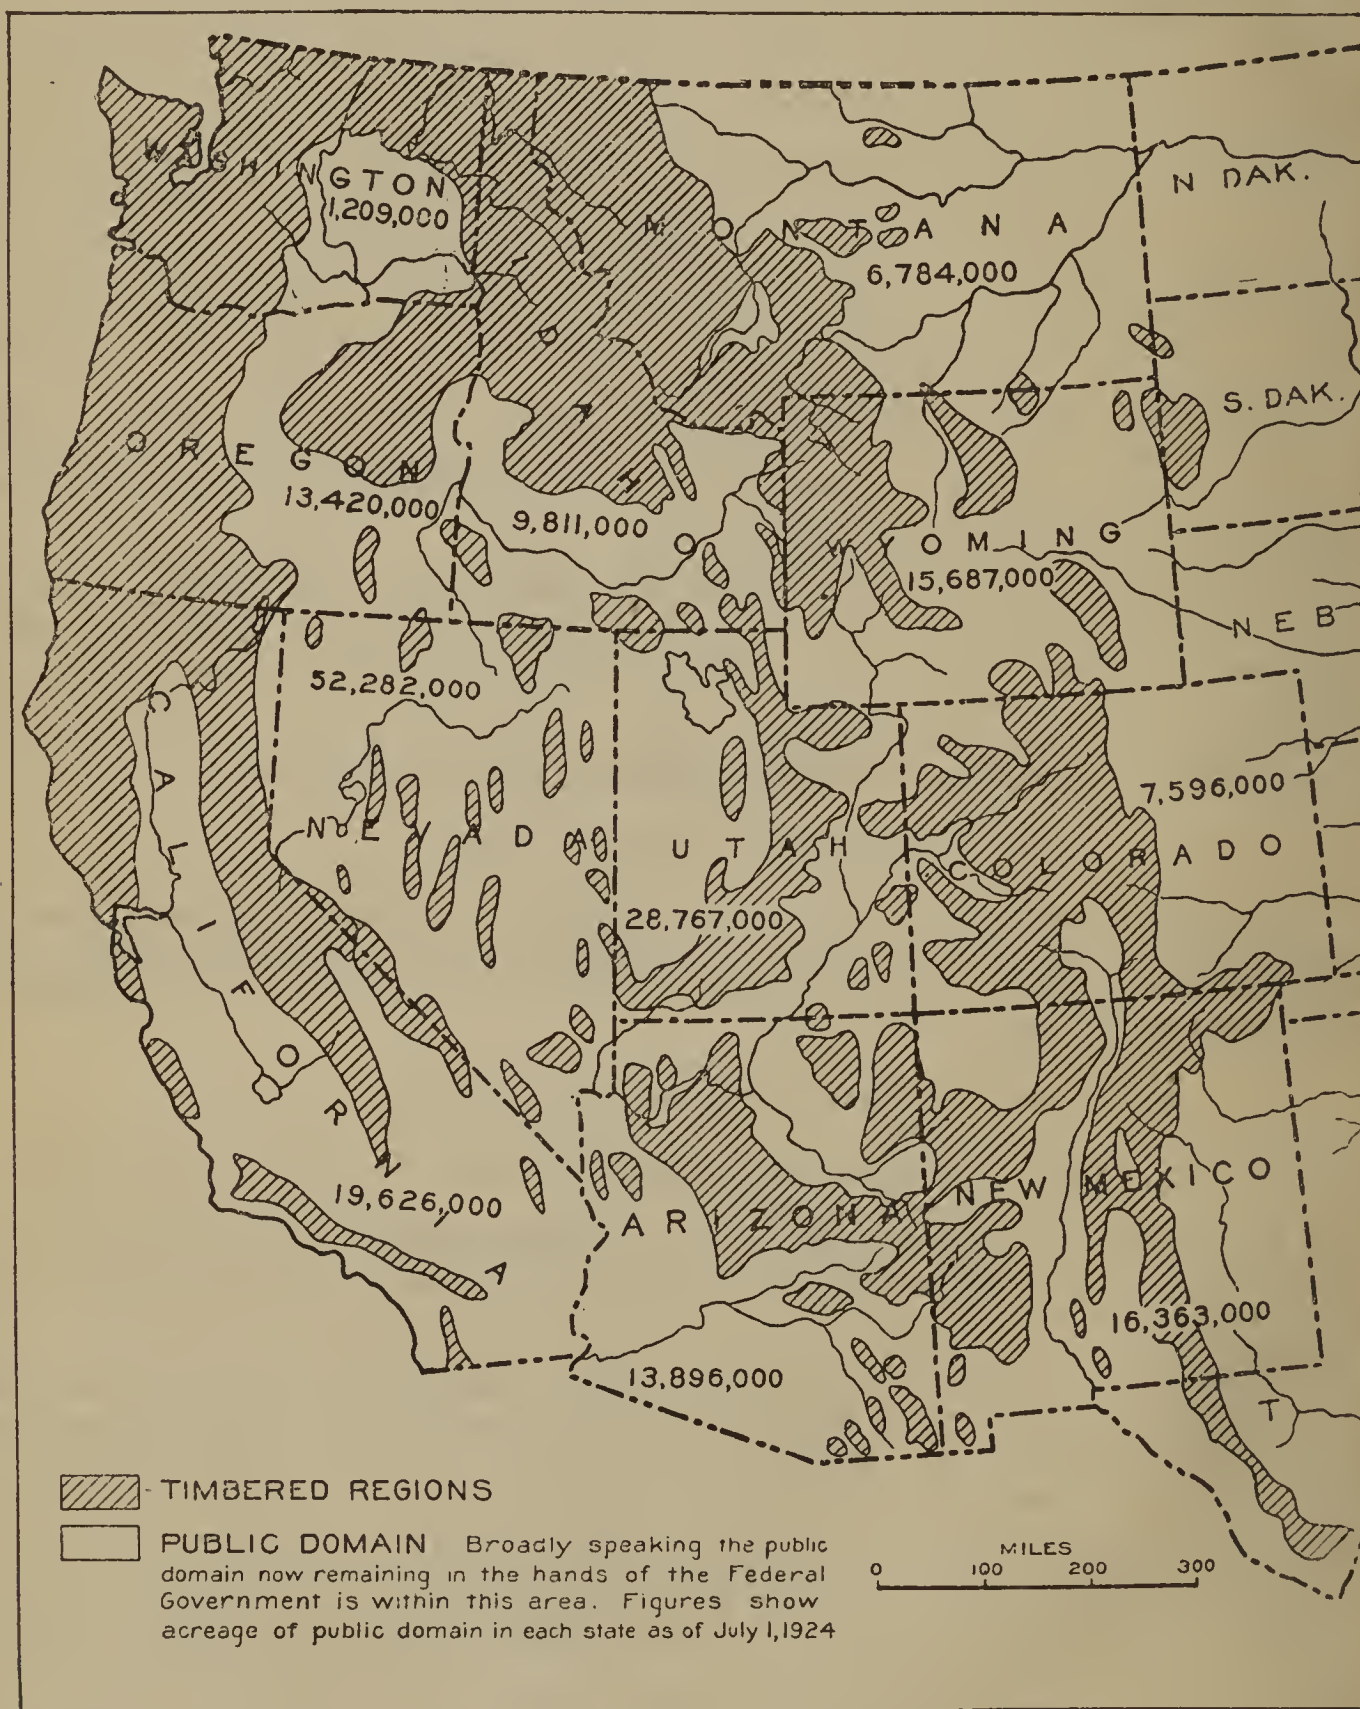 WASHINGTON
1,209,000
MONTANA
6,784,000
N DAK.
S. DAK.
OREGON
13,420,000
IDAHO
9,811,000
WYOMING
15,687,000
NEB
52,282,000
NEVADA
UTAH
28,767,000
7,596,000
COLORADO
CALIFORNIA
19,626,000
ARIZONA
13,896,000
NEW MEXICO
16,363,000
T
TIMBERED REGIONS
PUBLIC DOMAIN Broadly speaking the public
domain now remaining in the hands of the Federal
Government is within this area. Figures show
acreage of public domain in each state as of July 1, 1924
MILES
0 100 200 300